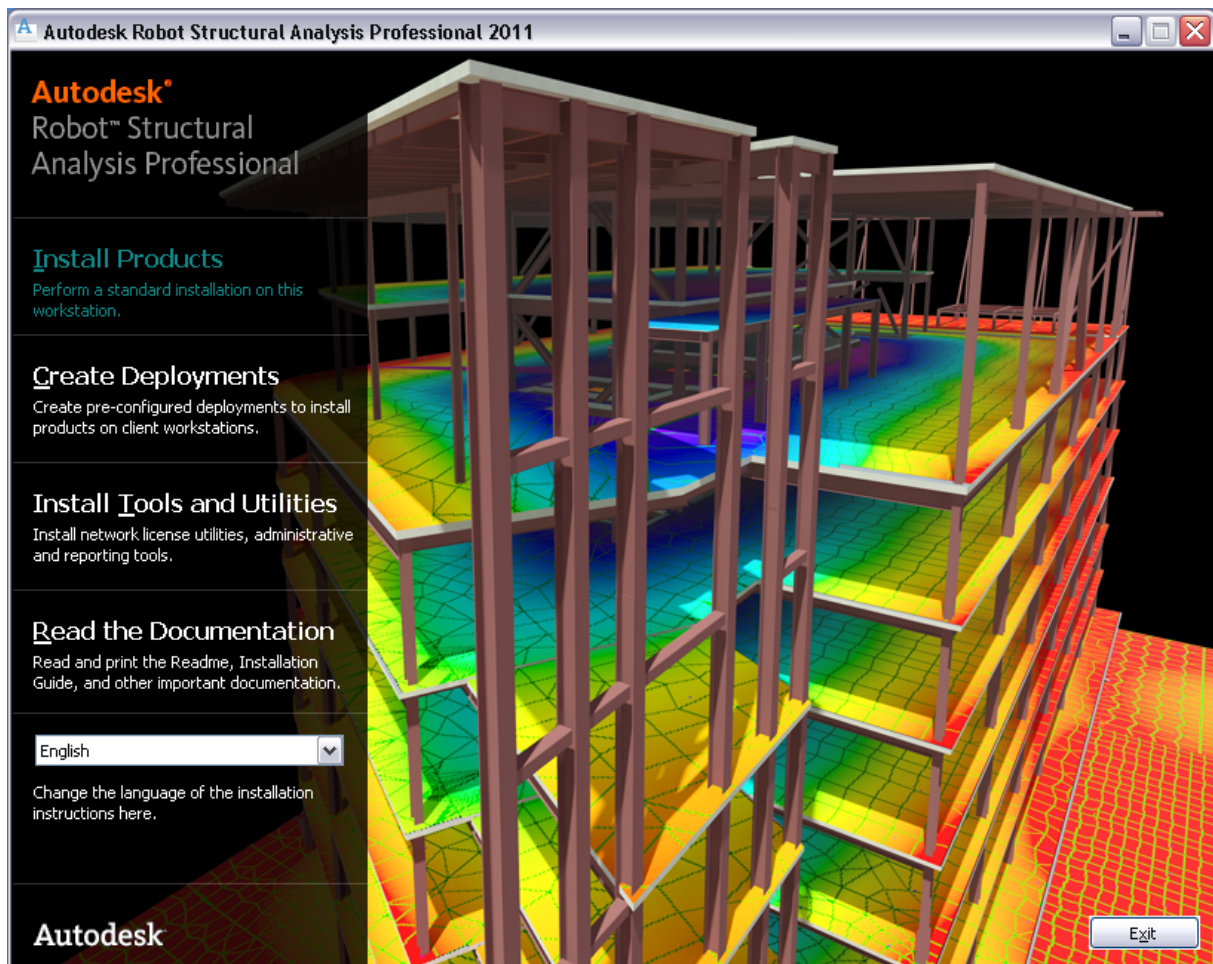 Autodesk Robot Structural Analysis Professional 2011
Autodesk®
Robot™ Structural
Analysis Professional
Install Products
Perform a standard installation on this
workstation.
Create Deployments
Create pre-configured deployments to install
products on client workstations.
Install Tools and Utilities
Install network license utilities, administrative
and reporting tools.
Read the Documentation
Read and print the Readme, Installation
Guide, and other important documentation.
English
Change the language of the installation
instructions here.
Autodesk
Exit